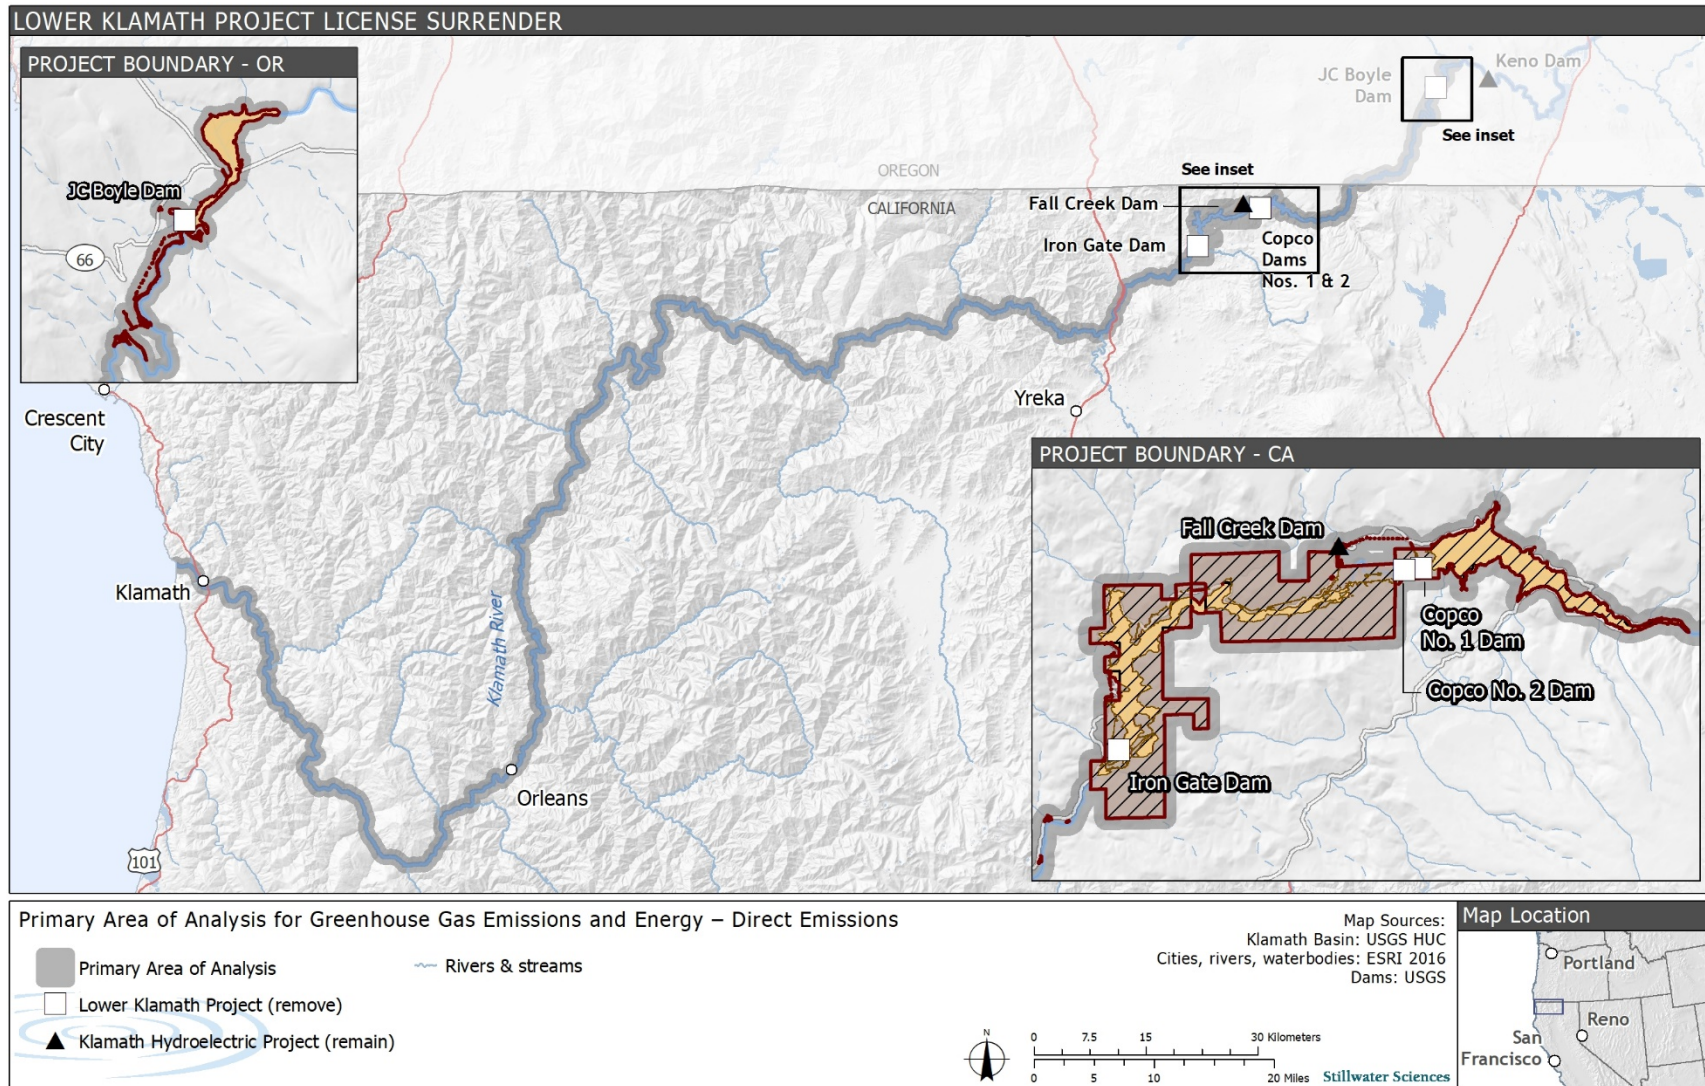 LOWER KLAMATH PROJECT LICENSE SURRENDER
PROJECT BOUNDARY - OR
JC Boyle Dam
66
JC Boyle
Dam
Keno Dam
See inset
See inset
OREGON
CALIFORNIA
Fall Creek Dam
Iron Gate Dam
Copco
Dams
Nos. 1 & 2
Crescent
City
Yreka
Klamath
Klamath River
Orleans
101
PROJECT BOUNDARY - CA
Fall Creek Dam
Copco
No. 1 Dam
Copco No. 2 Dam
Iron Gate Dam
Primary Area of Analysis for Greenhouse Gas Emissions and Energy – Direct Emissions
Primary Area of Analysis
Rivers & streams
Lower Klamath Project (remove)
Klamath Hydroelectric Project (remain)
Map Sources:
Klamath Basin: USGS HUC
Cities, rivers, waterbodies: ESRI 2016
Dams: USGS
N
0 7.5 15 30 Kilometers
0 5 10 20 Miles
Stillwater Sciences
Map Location
Portland
Reno
San
Francisco